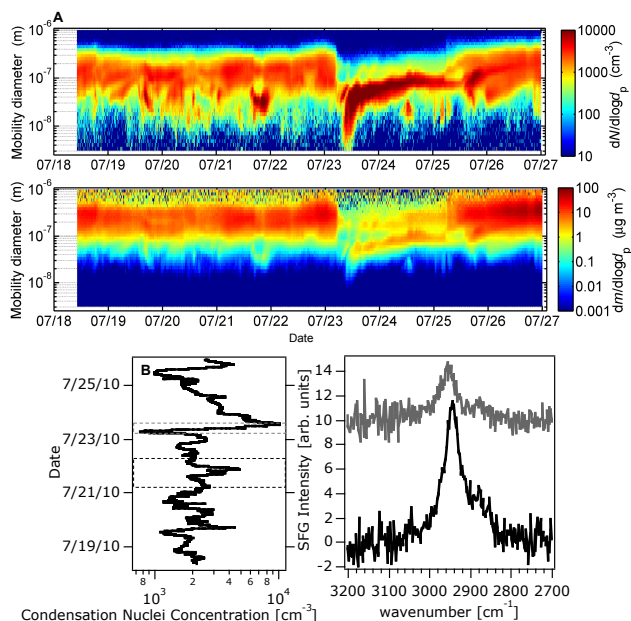 A
Mobility diameter (m)
10-6
10-7
10-8
07/18 07/19 07/20 07/21 07/22 07/23 07/24 07/25 07/26 07/27
10000
1000
100
10
dN/dlogdp (cm-3)
Mobility diameter (m)
10-6
10-7
10-8
07/18 07/19 07/20 07/21 07/22 07/23 07/24 07/25 07/26 07/27
Date
100
10
1
0.1
0.01
0.001
dm/dlogdp (µg m-3)
B
Date
7/25/10
7/23/10
7/21/10
7/19/10
8 2 4 6 8
103 104
Condensation Nuclei Concentration [cm-3]
SFG Intensity [arb. units]
14
12
10
8
6
4
2
0
-2
3200 3100 3000 2900 2800 2700
wavenumber [cm-1]